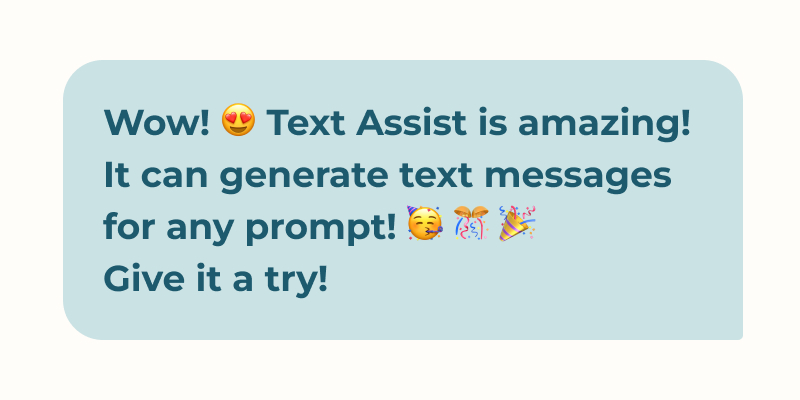 Wow! 😍 Text Assist is amazing!
It can generate text messages
for any prompt! 🥳 🎊 🎉
Give it a try!